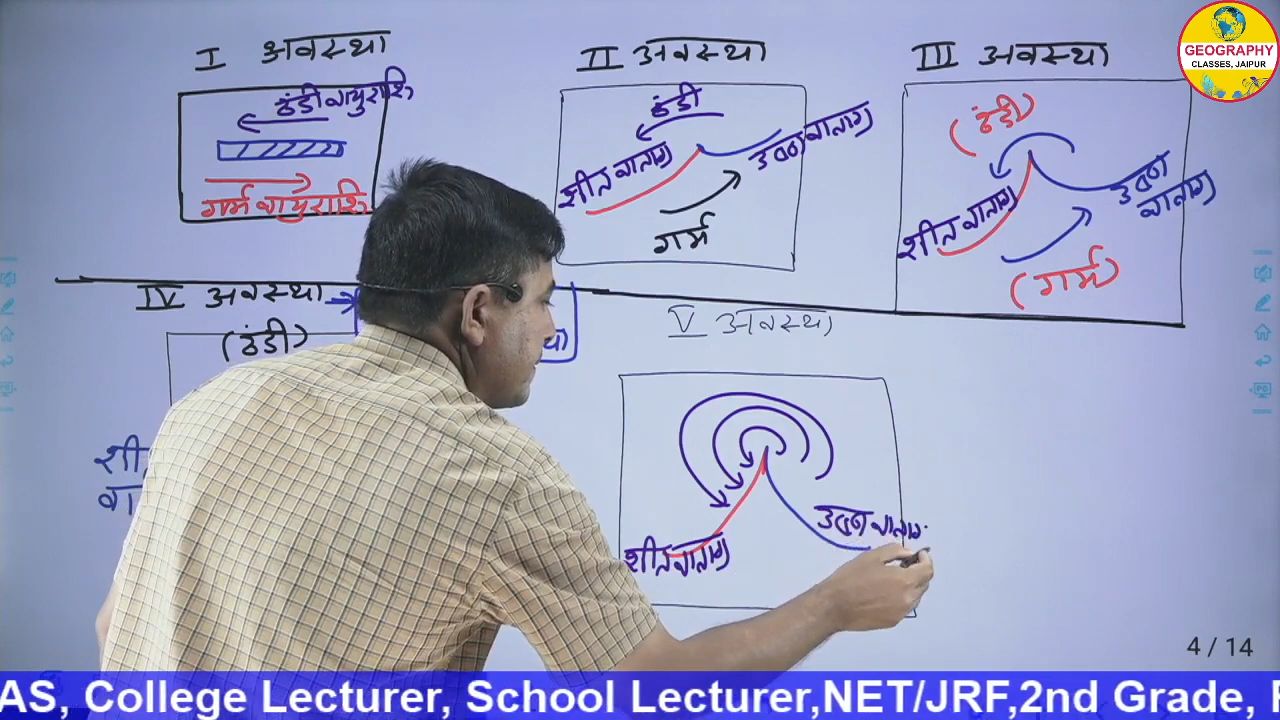 I अवस्था
ठंडी वायुराशि
गर्म वायुराशि
II अवस्था
ठंडी
शीत वाताग्र
उष्ण वाताग्र
गर्म
III अवस्था
(ठंडी)
शीत वाताग्र
उष्ण
वाताग्र
(गर्म)
GEOGRAPHY
CLASSES, JAIPUR
IV अवस्था
(ठंडी)
शी
वा
था)
V अवस्था
शीत वाताग्र
उष्ण वाताग्र
4 / 14
AS, College Lecturer, School Lecturer,NET/JRF,2nd Grade,